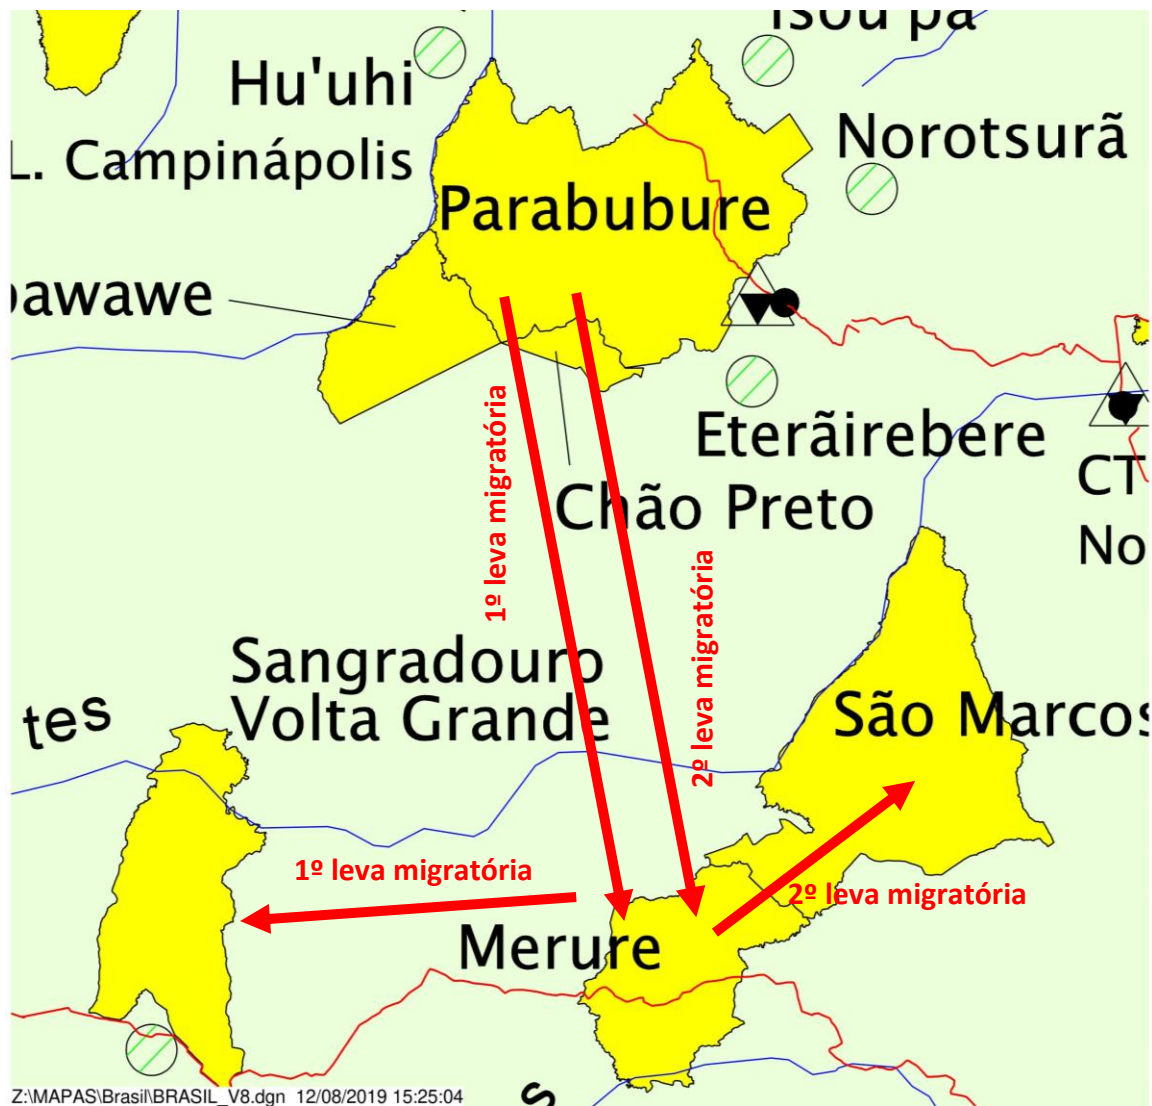 Isou'pa
Hu'uhi
L. Campinápolis
Norotsurã
Parabubure
awawe
Eterãirebere
CT
No
Chão Preto
1º leva migratória
2º leva migratória
Sangradouro
Volta Grande
São Marcos
tes
1º leva migratória
2º leva migratória
Merure
s
Z:\MAPAS\Brasil\BRASIL_V8.dgn 12/08/2019 15:25:04